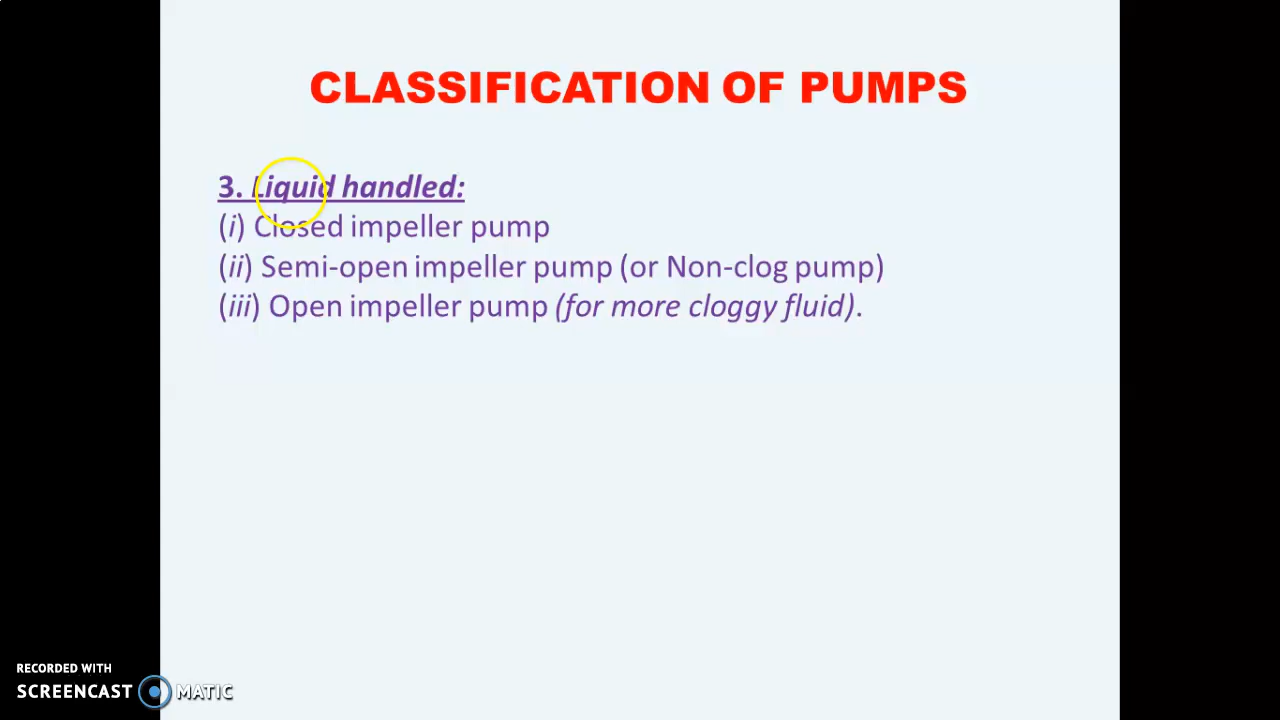 CLASSIFICATION OF PUMPS
3. Liquid handled:
(i) Closed impeller pump
(ii) Semi-open impeller pump (or Non-clog pump)
(iii) Open impeller pump (for more cloggy fluid).
RECORDED WITH
SCREENCAST MATIC